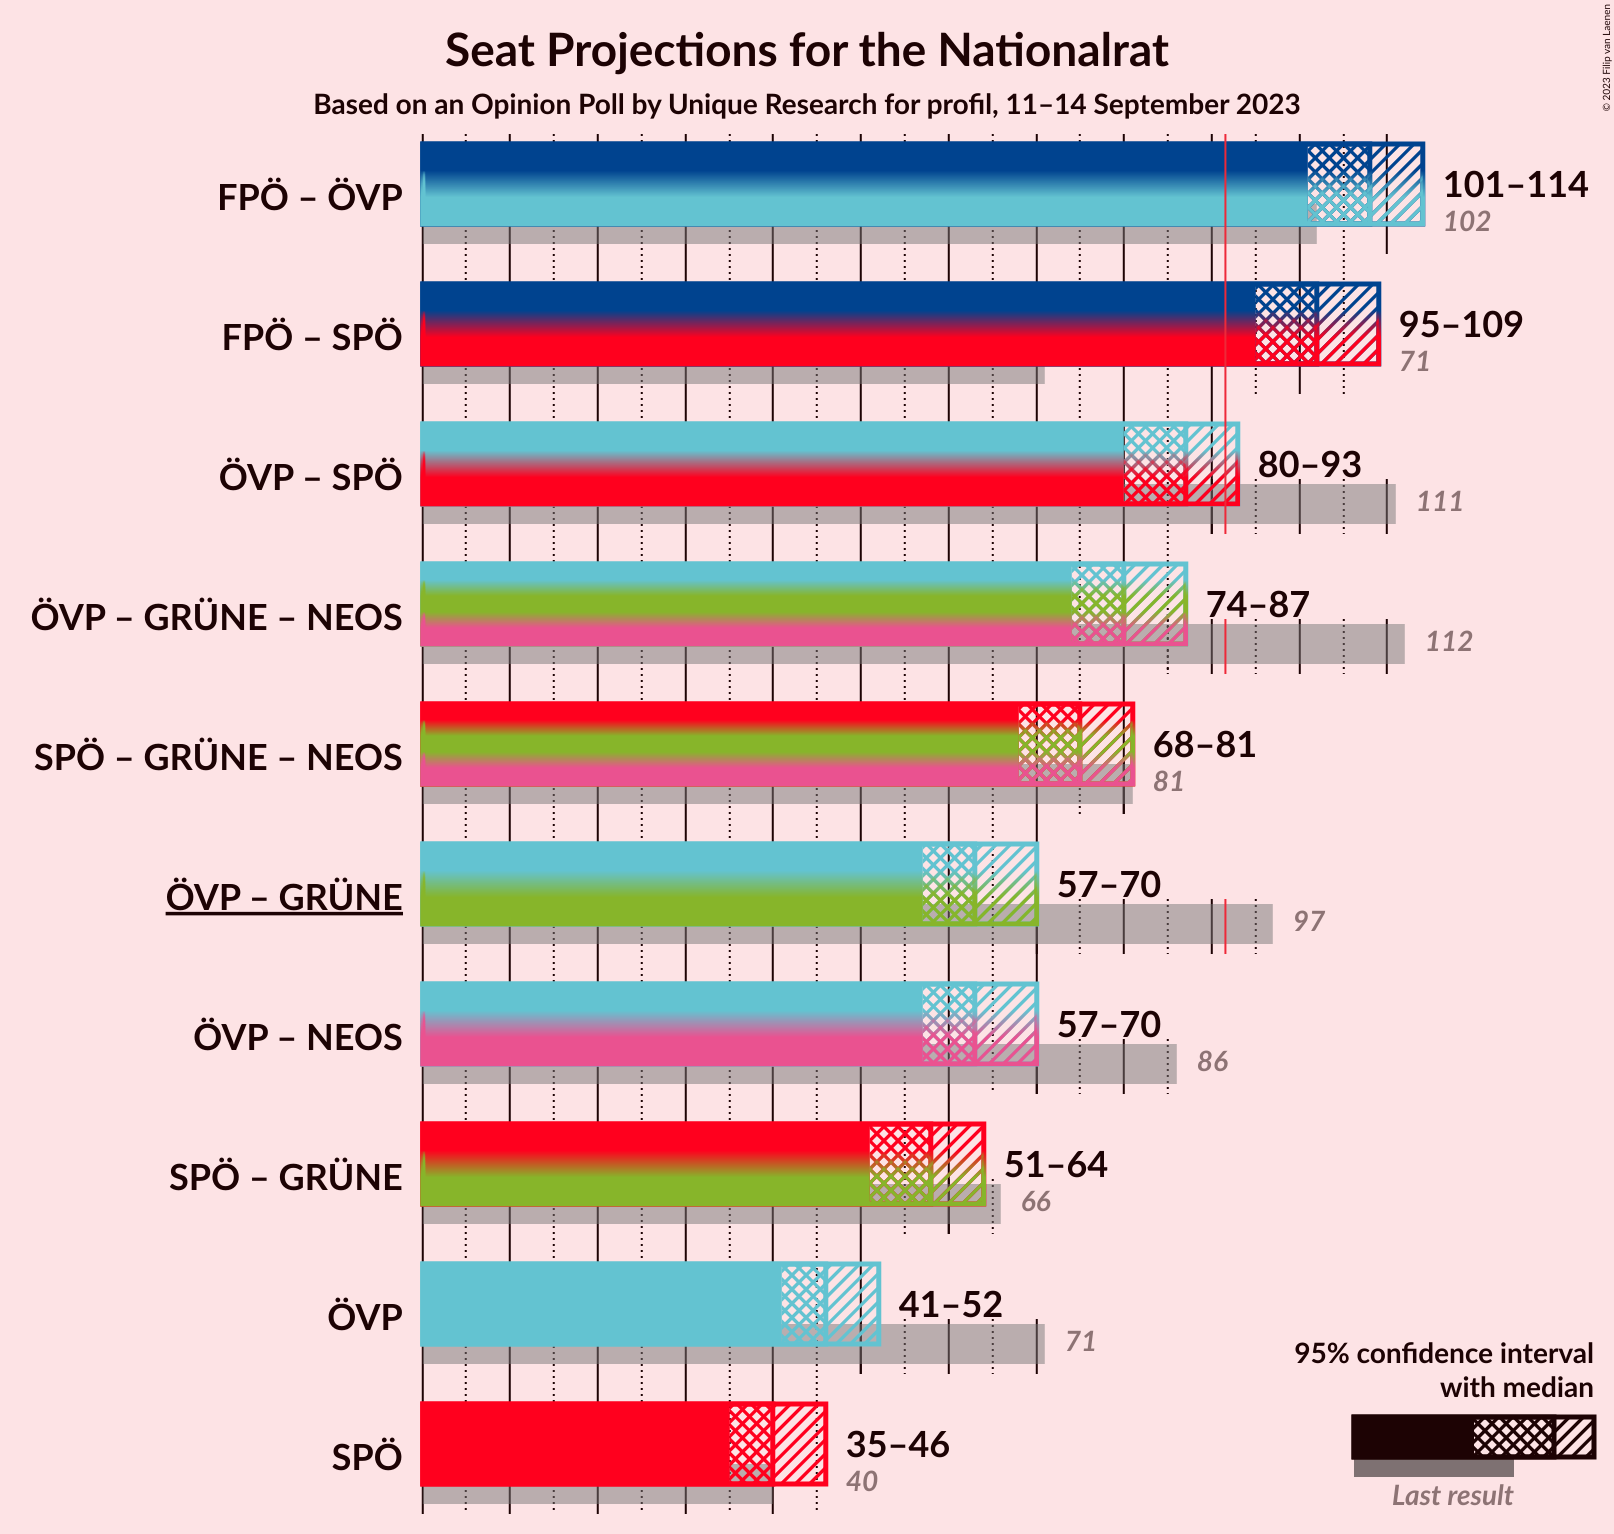 Seat Projections for the Nationalrat
Based on an Opinion Poll by Unique Research for profil, 11–14 September 2023
© 2023 Filip van Laenen
FPÖ – ÖVP
101–114
102
FPÖ – SPÖ
95–109
71
ÖVP – SPÖ
80–93
111
ÖVP – GRÜNE – NEOS
74–87
112
SPÖ – GRÜNE – NEOS
68–81
81
ÖVP – GRÜNE
57–70
97
ÖVP – NEOS
57–70
86
SPÖ – GRÜNE
51–64
66
ÖVP
41–52
71
SPÖ
35–46
40
95% confidence interval
with median
Last result